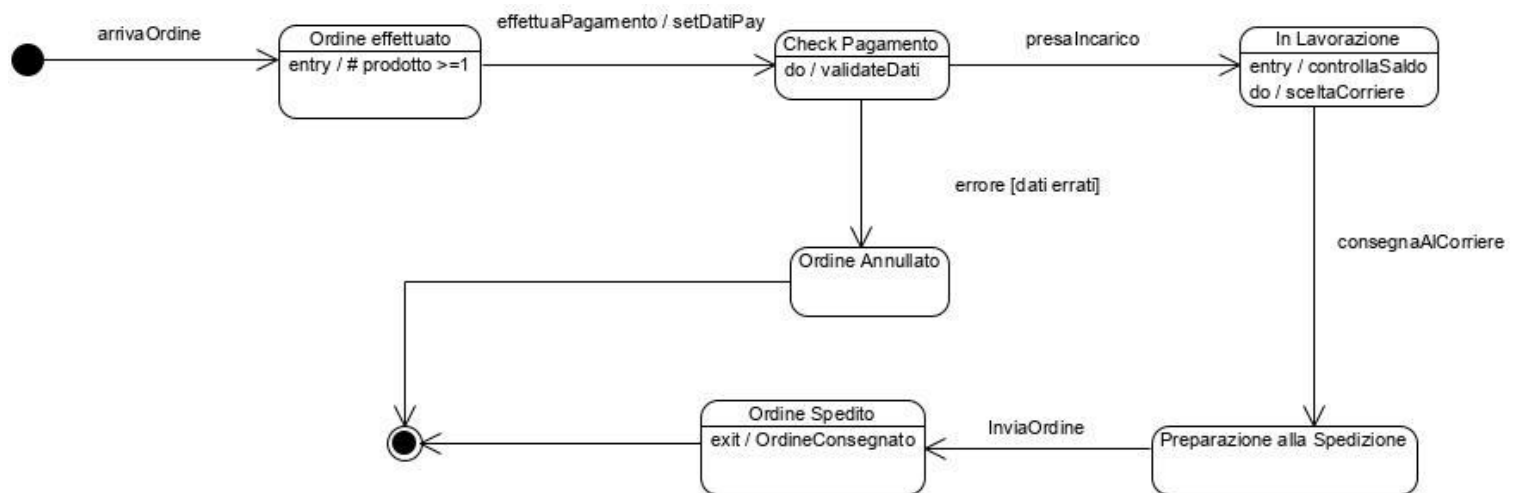 arrivaOrdine
Ordine effettuato
entry / # prodotto >=1
effettuaPagamento / setDatiPay
Check Pagamento
do / validateDati
presaIncarico
In Lavorazione
entry / controllaSaldo
do / sceltaCorriere
errore [dati errati]
consegnaAlCorriere
Ordine Annullato
Ordine Spedito
exit / OrdineConsegnato
InviaOrdine
Preparazione alla Spedizione